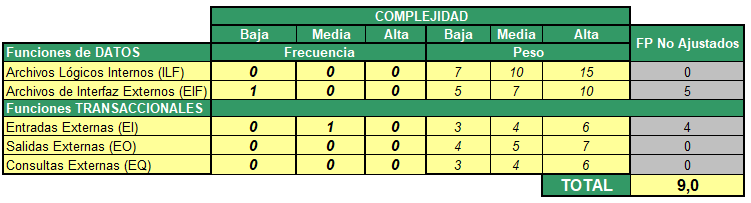 COMPLEJIDAD
Baja Media Alta Baja Media Alta FP No Ajustados
Funciones de DATOS Frecuencia Peso
Archivos Lógicos Internos (ILF) 0 0 0 7 10 15 0
Archivos de Interfaz Externos (EIF) 1 0 0 5 7 10 5
Funciones TRANSACCIONALES
Entradas Externas (EI) 0 1 0 3 4 6 4
Salidas Externas (EO) 0 0 0 4 5 7 0
Consultas Externas (EQ) 0 0 0 3 4 6 0
TOTAL 9,0